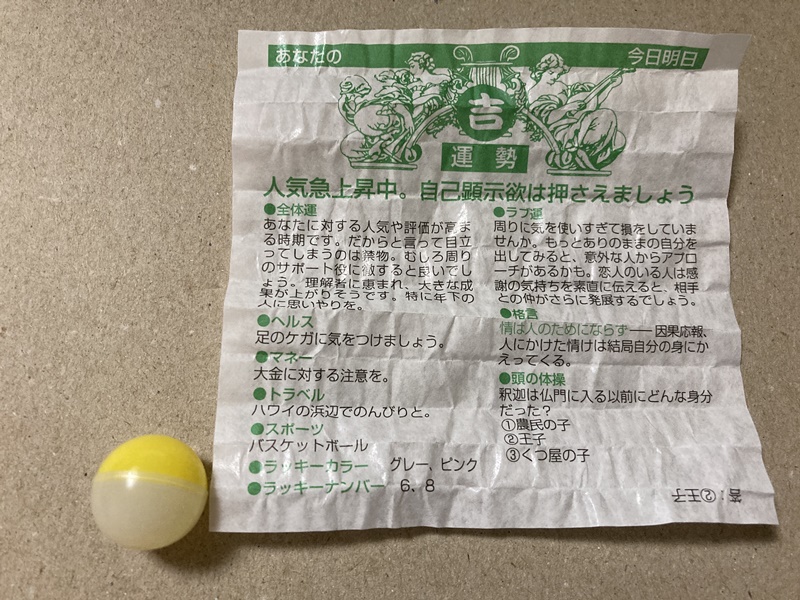 あなたの
今日明日
吉
運勢
人気急上昇中。自己顕示欲は押さえましょう
●全体運
あなたに対する人気や評価が高ま
る時期です。だからと言って目立
ってしまうのは禁物。むしろ周り
のサポート役に徹すると良いでし
ょう。理解者に恵まれ、大きな成
果が上がりそうです。特に年下の
人に思いやりを。
●ヘルス
足のケガに気をつけましょう。
●マネー
大金に対する注意を。
●トラベル
ハワイの浜辺でのんびりと。
●スポーツ
バスケットボール
●ラッキーカラー グレー、ピンク
●ラッキーナンバー 6、8
●ラブ運
周りに気を使いすぎて損をしていま
せんか。もっとありのままの自分を
出してみると、意外な人からアプロ
ーチがあるかも。恋人のいる人は感
謝の気持ちを素直に伝えると、相手
との仲がさらに発展するでしょう。
●格言
情は人のためにならず──因果応報、
人にかけた情けは結局自分の身にか
えってくる。
●頭の体操
釈迦は仏門に入る以前にどんな身分
だった？
①農民の子
②王子
③くつ屋の子
答：②王子